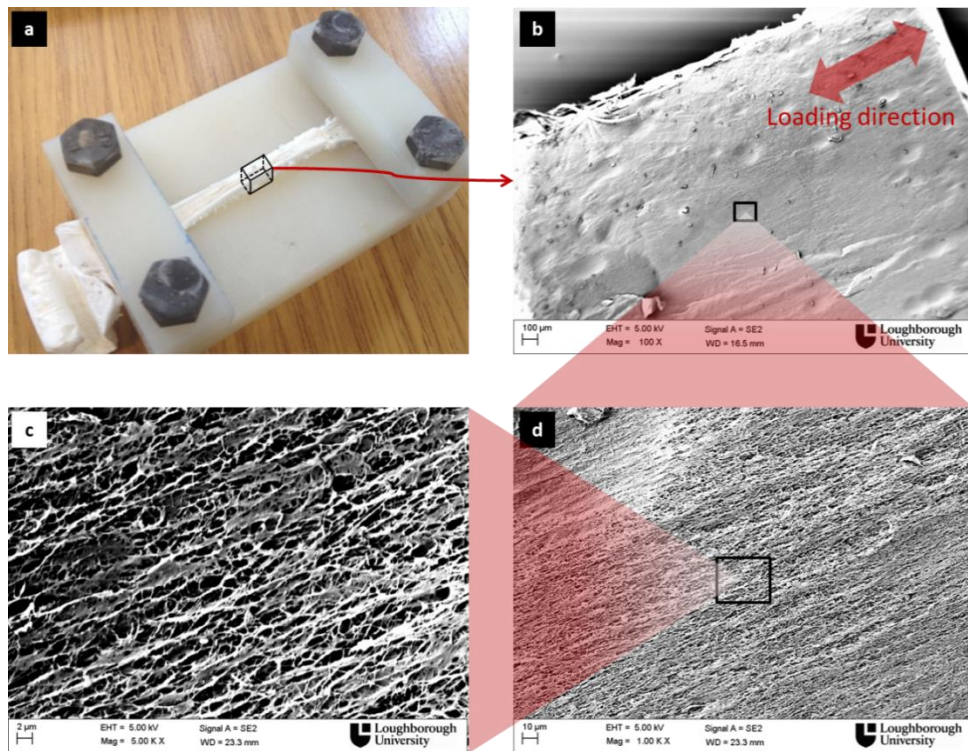 a
b
Loading direction
100 µm
EHT = 5.00 kV
Signal A = SE2
Mag = 100 X
WD = 16.5 mm
Loughborough
University
c
2 µm
EHT = 5.00 kV
Signal A = SE2
Mag = 5.00 K X
WD = 23.3 mm
Loughborough
University
d
10 µm
EHT = 5.00 kV
Signal A = SE2
Mag = 1.00 K X
WD = 23.3 mm
Loughborough
University